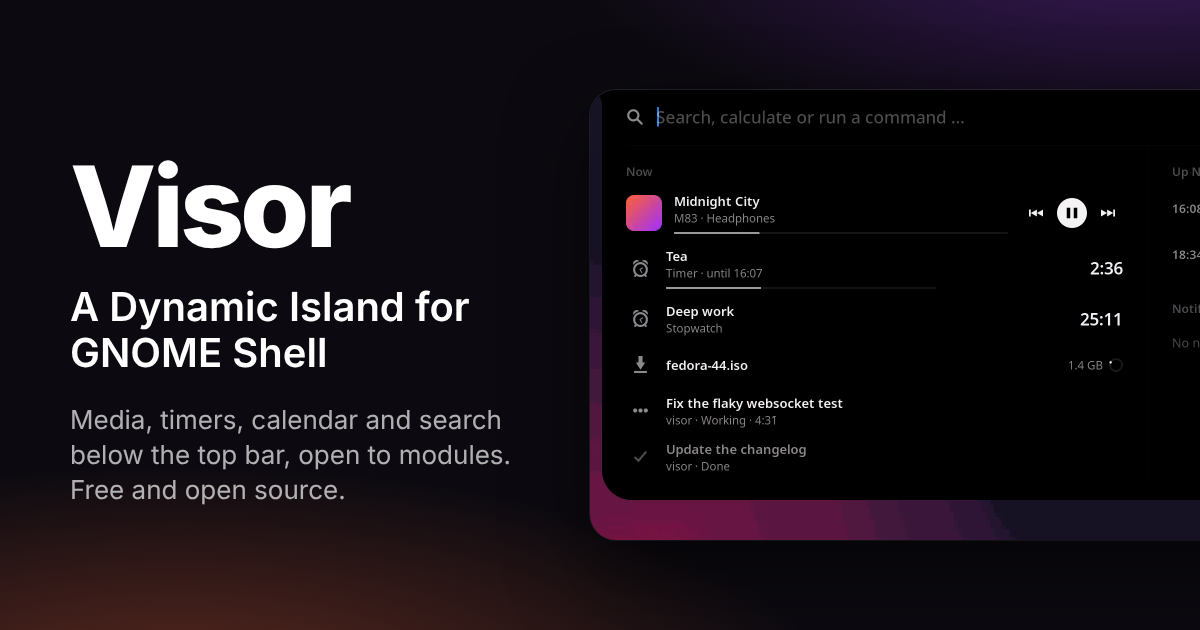 Visor
A Dynamic Island for
GNOME Shell
Media, timers, calendar and search
below the top bar, open to modules.
Free and open source.
Search, calculate or run a command ...
Now
Midnight City
M83 · Headphones
Tea
Timer · until 16:07
2:36
Deep work
Stopwatch
25:11
fedora-44.iso
1.4 GB
Fix the flaky websocket test
visor · Working · 4:31
Update the changelog
visor · Done
Up N
16:08
18:34
Notif
No n